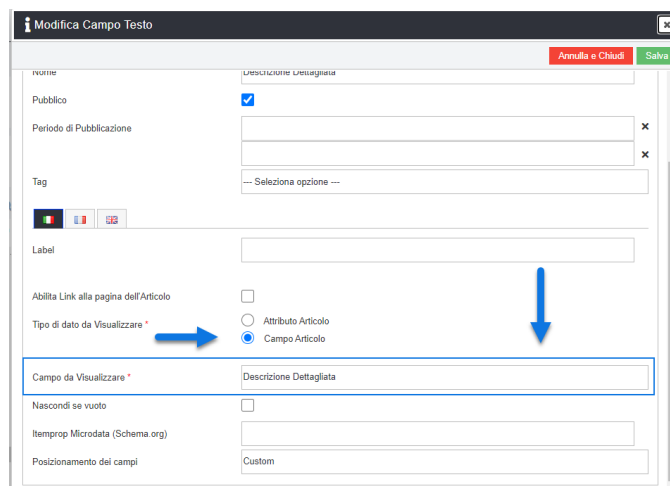 Modifica Campo Testo
Annulla e Chiudi Salva
Nome Descrizione Dettagliata
Pubblico
Periodo di Pubblicazione
Tag --- Seleziona opzione ---
Label
Abilita Link alla pagina dell'Articolo
Tipo di dato da Visualizzare * Attributo Articolo
Campo Articolo
Campo da Visualizzare * Descrizione Dettagliata
Nascondi se vuoto
Itemprop Microdata (Schema.org)
Posizionamento dei campi Custom